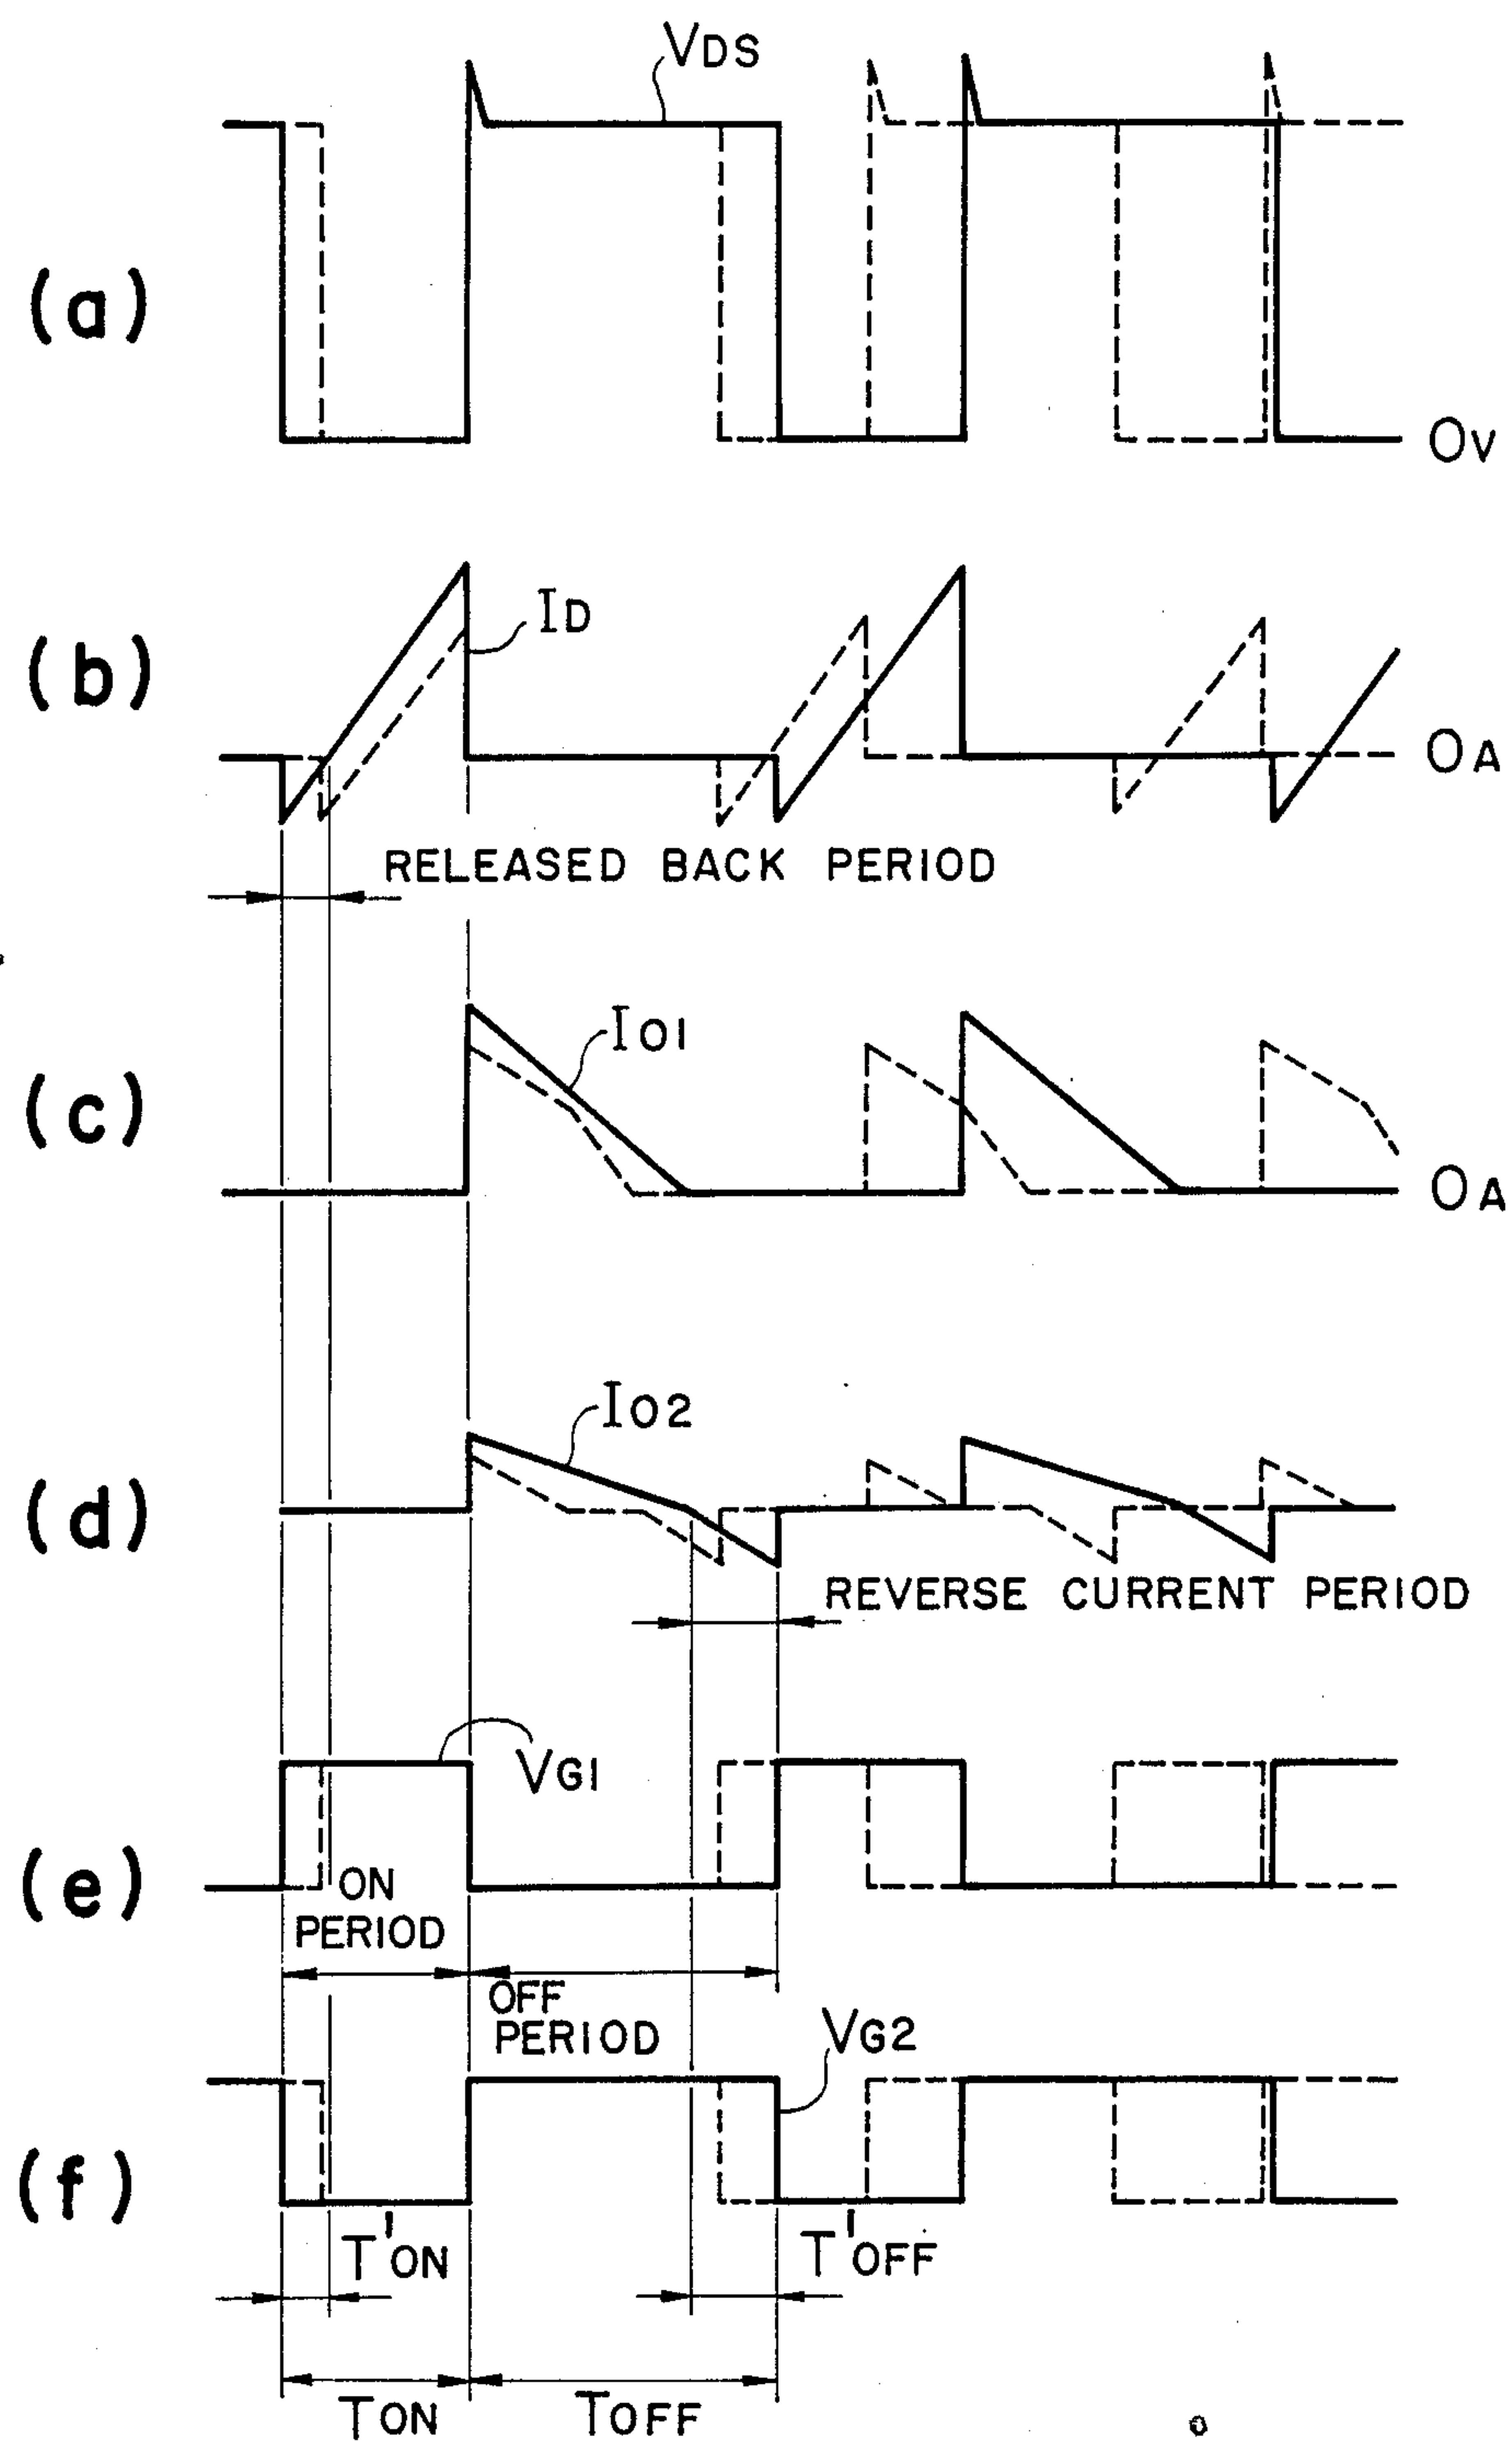 VDS
(a)
OV
(b)
ID
OA
RELEASED BACK PERIOD
(c)
IO1
OA
(d)
IO2
REVERSE CURRENT PERIOD
(e)
VG1
ON
PERIOD
OFF
PERIOD
(f)
VG2
T'ON
T'OFF
TON
TOFF